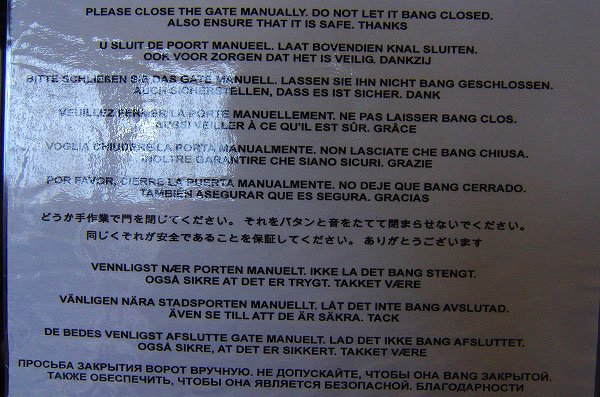 PLEASE CLOSE THE GATE MANUALLY. DO NOT LET IT BANG CLOSED.
ALSO ENSURE THAT IT IS SAFE. THANKS
U SLUIT DE POORT MANUEEL. LAAT BOVENDIEN KNAL SLUITEN.
OOK VOOR ZORGEN DAT HET IS VEILIG. DANKZIJ
BITTE SCHLIEßEN SIE DAS GATE MANUELL. LASSEN SIE IHN NICHT BANG GESCHLOSSEN.
AUCH SICHERSTELLEN, DASS ES IST SICHER. DANK
VEUILLEZ FERMER LA PORTE MANUELLEMENT. NE PAS LAISSER BANG CLOS.
AUSSI VEILLER À CE QU'IL EST SÛR. GRÂCE
VOGLIA CHIUDERE LA PORTA MANUALMENTE. NON LASCIATE CHE BANG CHIUSA.
INOLTRE GARANTIRE CHE SIANO SICURI. GRAZIE
POR FAVOR, CIERRE LA PUERTA MANUALMENTE. NO DEJE QUE BANG CERRADO.
TAMBIÉN ASEGURAR QUE ES SEGURA. GRACIAS
どうか手作業で門を閉じてください。 それをバタンと音をたてて閉まらせないでください。
同じくそれが安全であることを保証してください。 ありがとうございます
VENNLIGST NÆR PORTEN MANUELT. IKKE LA DET BANG STENGT.
OGSÅ SIKRE AT DET ER TRYGT. TAKKET VÆRE
VÄNLIGEN NÄRA STADSPORTEN MANUELLT. LÅT DET INTE BANG AVSLUTAD.
ÄVEN SE TILL ATT DE ÄR SÄKRA. TACK
DE BEDES VENLIGST AFSLUTTE GATE MANUELT. LAD DET IKKE BANG AFSLUTTET.
OGSÅ SIKRE, AT DET ER SIKKERT. TAKKET VÆRE
ПРОСЬБА ЗАКРЫТИЯ ВОРОТ ВРУЧНУЮ. НЕ ДОПУСКАЙТЕ, ЧТОБЫ ОНА BANG ЗАКРЫТОЙ.
ТАКЖЕ ОБЕСПЕЧИТЬ, ЧТОБЫ ОНА ЯВЛЯЕТСЯ БЕЗОПАСНОЙ. БЛАГОДАРНОСТИ